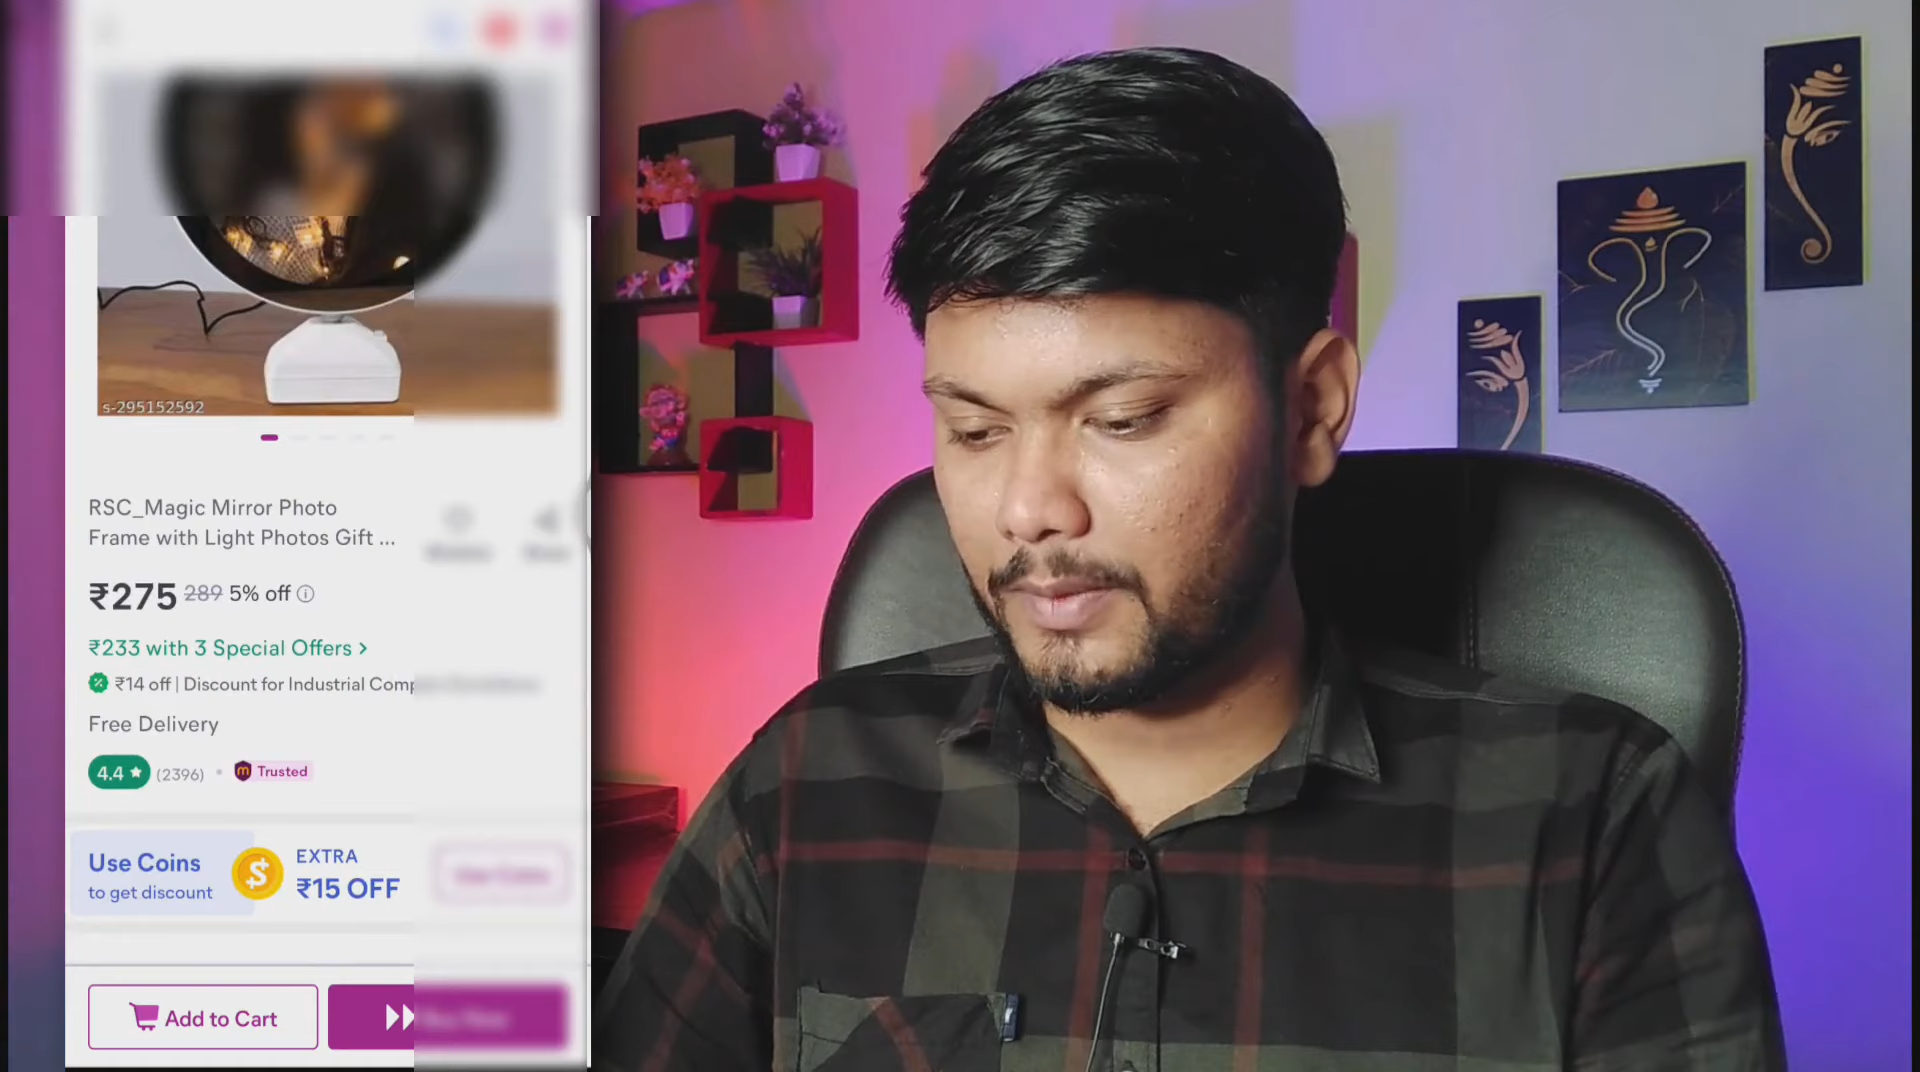 s-295152592
RSC_Magic Mirror Photo
Frame with Light Photos Gift ...
₹275 289 5% off
₹233 with 3 Special Offers >
₹14 off | Discount for Industrial
Free Delivery
4.4 ★ (2396) • m Trusted
Use Coins
to get discount
$
EXTRA
₹15 OFF
Add to Cart